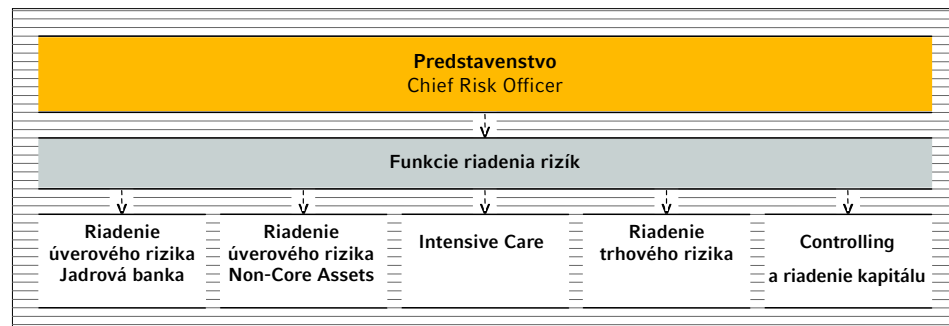 Predstavenstvo
Chief Risk Officer
Funkcie riadenia rizík
Riadenie
úverového rizika
Jadrová banka
Riadenie
úverového rizika
Non-Core Assets
Intensive Care
Riadenie
trhového rizika
Controlling
a riadenie kapitálu